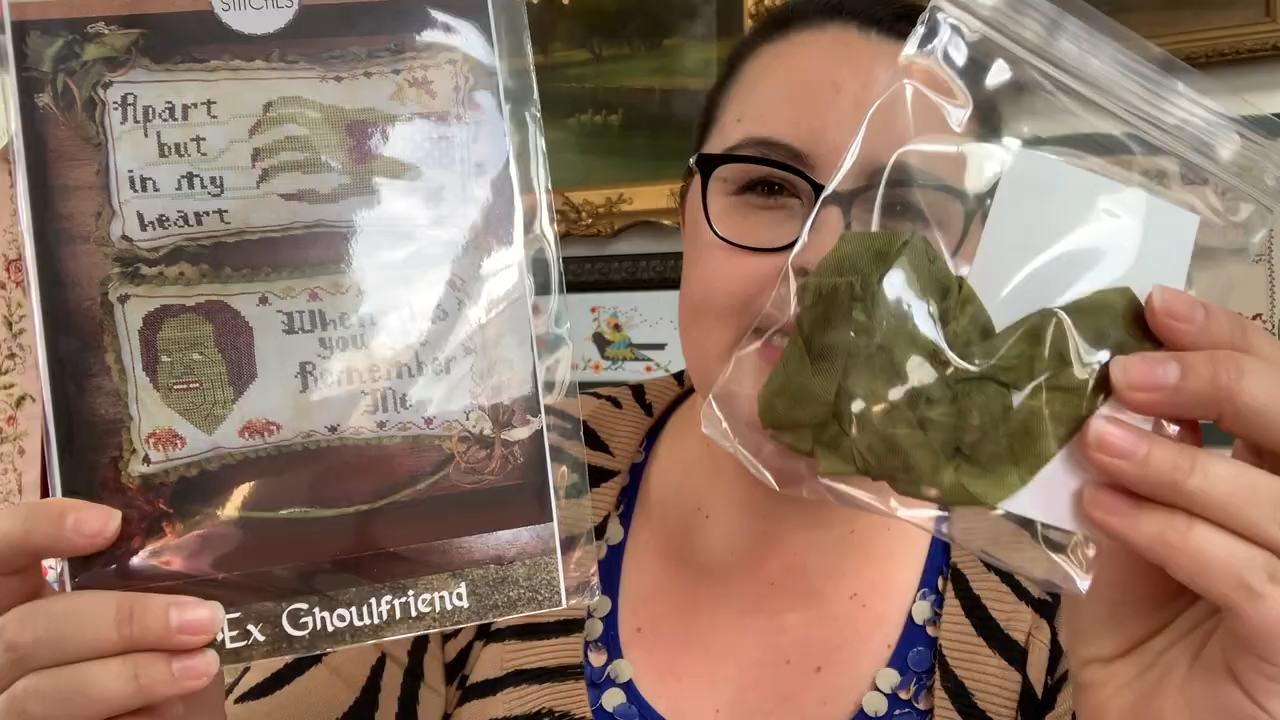 STITCHES
Apart
but
in my
heart
When
you
Remember
Me
Ex Ghoulfriend